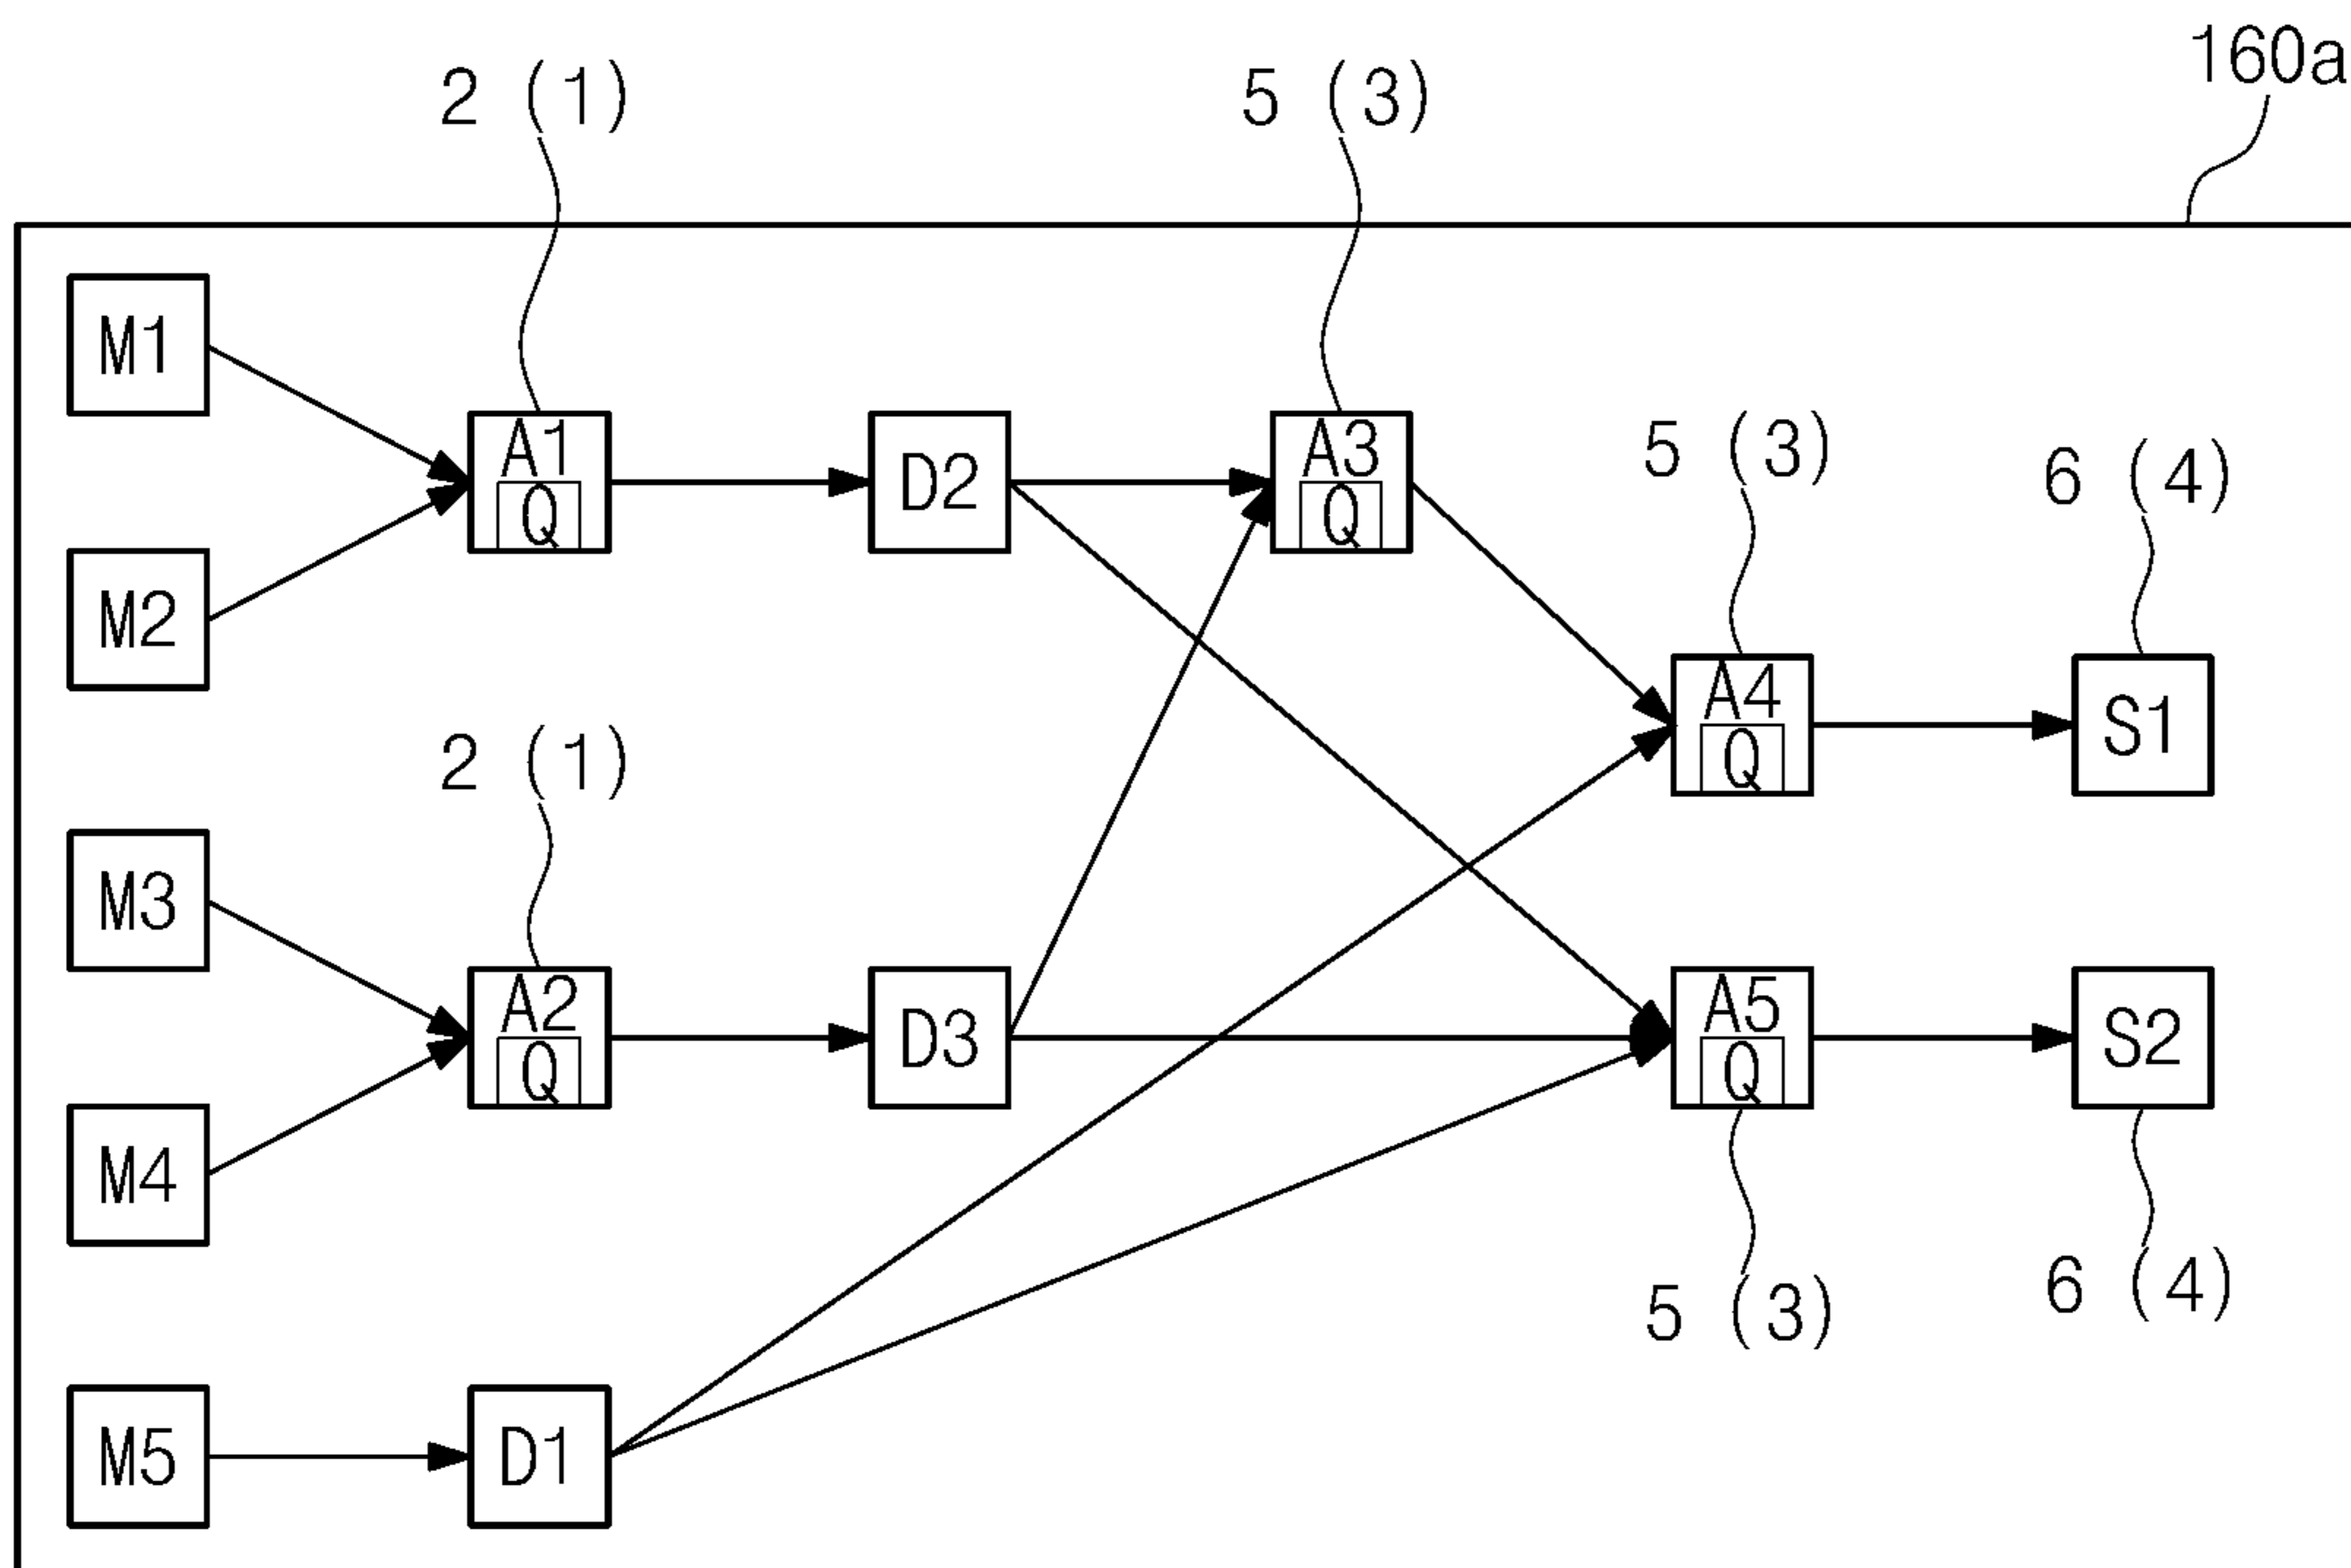 160a
2 (1)
5 (3)
M1
A1
Q
D2
A3
Q
5 (3)
6 (4)
M2
A4
Q
S1
2 (1)
M3
A2
Q
D3
A5
Q
S2
M4
5 (3)
6 (4)
M5
D1